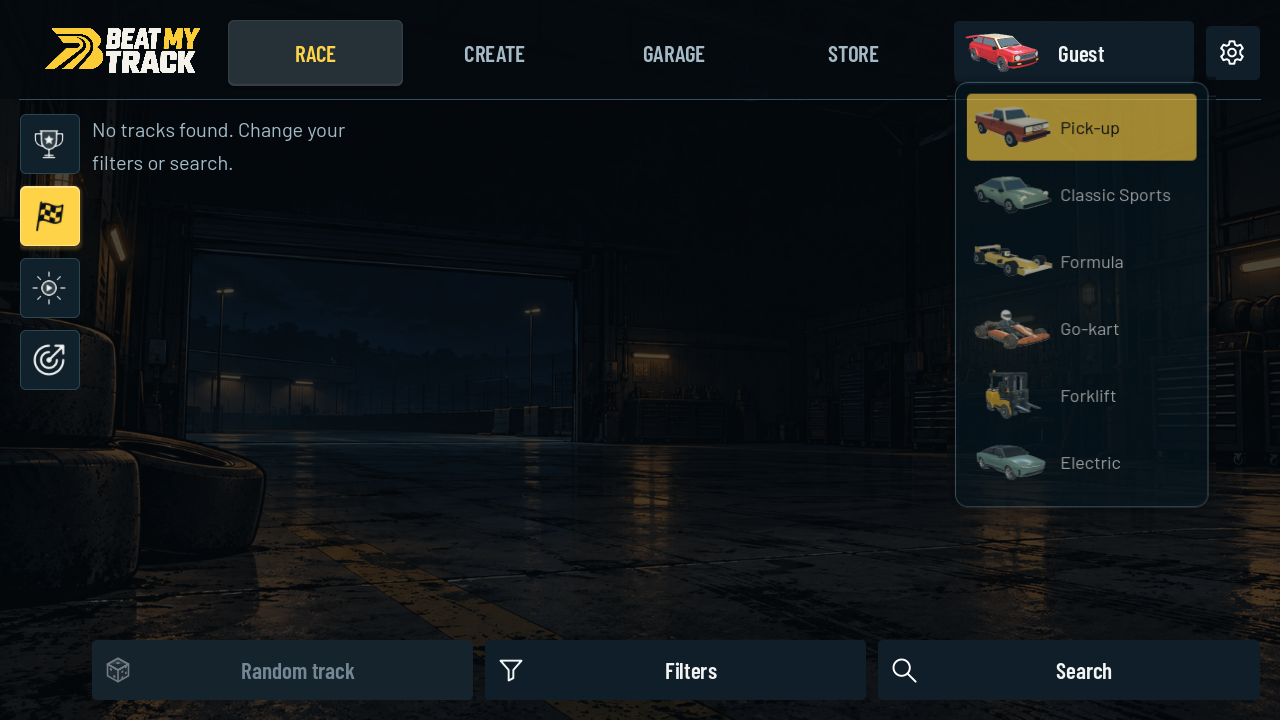 BEAT MY
TRACK
RACE
CREATE
GARAGE
STORE
Guest
No tracks found. Change your
filters or search.
Pick-up
Classic Sports
Formula
Go-kart
Forklift
Electric
Random track
Filters
Search